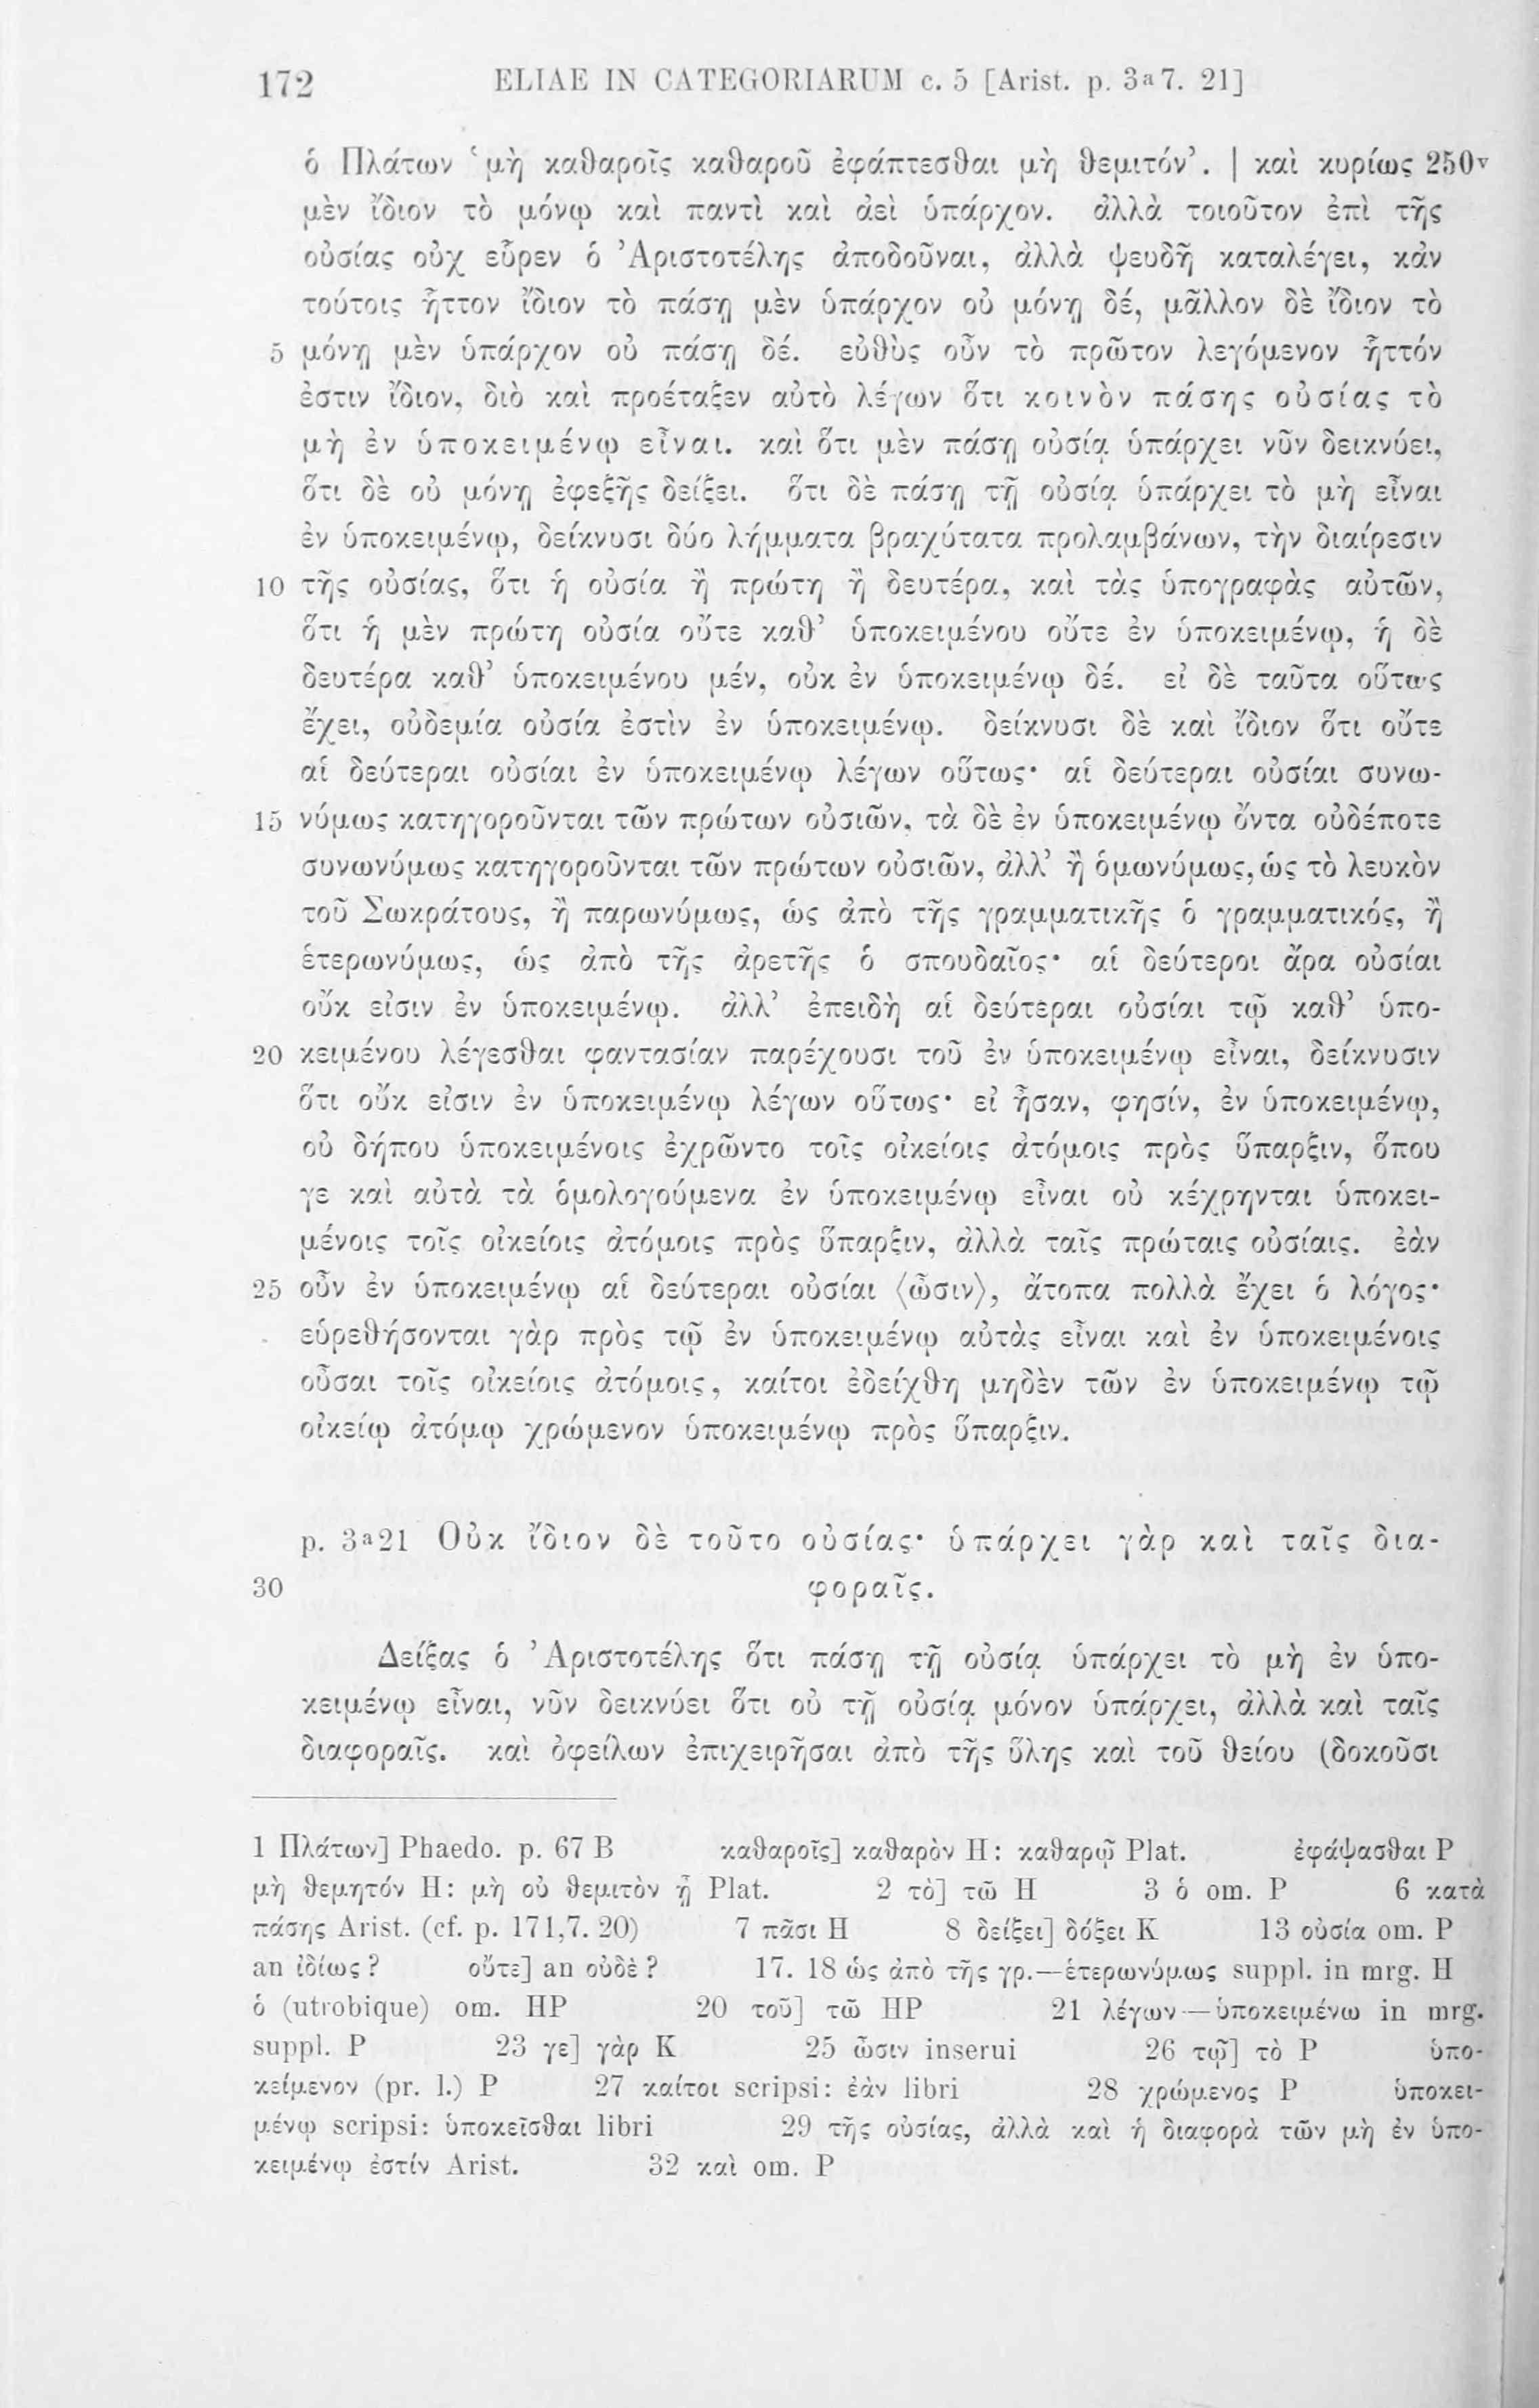 172 ELIAE IN CATEGORIARUM c. 5 [Arist. p. 3a7. 21]
ὁ Πλάτων ‘μὴ καθαροῖς καθαροῦ ἐφάπτεσθαι μὴ θεμιτόν’. | καὶ κυρίως 250v
μὲν ἴδιον τὸ μόνῳ καὶ παντὶ καὶ ἀεὶ ὑπάρχον. ἀλλὰ τοιοῦτον ἐπὶ τῆς
οὐσίας οὐχ εὗρεν ὁ Ἀριστοτέλης ἀποδοῦναι, ἀλλὰ ψευδῆ καταλέγει, κἀν
τούτοις ἧττον ἴδιον τὸ πάσῃ μὲν ὑπάρχον οὐ μόνῃ δέ, μᾶλλον δὲ ἴδιον τὸ
5 μόνῃ μὲν ὑπάρχον οὐ πάσῃ δέ. εὐθὺς οὖν τὸ πρῶτον λεγόμενον ἧττόν
ἐστιν ἴδιον, διὸ καὶ προέταξεν αὐτὸ λέγων ὅτι κοινὸν πάσης οὐσίας τὸ
μὴ ἐν ὑποκειμένῳ εἶναι. καὶ ὅτι μὲν πάσῃ οὐσίᾳ ὑπάρχει νῦν δεικνύει,
ὅτι δὲ οὐ μόνῃ ἐφεξῆς δείξει. ὅτι δὲ πάσῃ τῇ οὐσίᾳ ὑπάρχει τὸ μὴ εἶναι
ἐν ὑποκειμένῳ, δείκνυσι δύο λήμματα βραχύτατα προλαμβάνων, τὴν διαίρεσιν
10 τῆς οὐσίας, ὅτι ἡ οὐσία ἢ πρώτη ἢ δευτέρα, καὶ τὰς ὑπογραφὰς αὐτῶν,
ὅτι ἡ μὲν πρώτη οὐσία οὔτε καθ’ ὑποκειμένου οὔτε ἐν ὑποκειμένῳ, ἡ δὲ
δευτέρα καθ’ ὑποκειμένου μέν, οὐκ ἐν ὑποκειμένῳ δέ. εἰ δὲ ταῦτα οὕτως
ἔχει, οὐδεμία οὐσία ἐστὶν ἐν ὑποκειμένῳ. δείκνυσι δὲ καὶ ἴδιον ὅτι οὔτε
αἱ δεύτεραι οὐσίαι ἐν ὑποκειμένῳ λέγων οὕτως· αἱ δεύτεραι οὐσίαι συνω-
15 νύμως κατηγοροῦνται τῶν πρώτων οὐσιῶν, τὰ δὲ ἐν ὑποκειμένῳ ὄντα οὐδέποτε
συνωνύμως κατηγοροῦνται τῶν πρώτων οὐσιῶν, ἀλλ’ ἢ ὁμωνύμως, ὡς τὸ λευκὸν
τοῦ Σωκράτους, ἢ παρωνύμως, ὡς ἀπὸ τῆς γραμματικῆς ὁ γραμματικός, ἢ
ἑτερωνύμως, ὡς ἀπὸ τῆς ἀρετῆς ὁ σπουδαῖος· αἱ δεύτεροι ἄρα οὐσίαι
οὔκ εἰσιν ἐν ὑποκειμένῳ. ἀλλ’ ἐπειδὴ αἱ δεύτεραι οὐσίαι τῷ καθ’ ὑπο-
20 κειμένου λέγεσθαι φαντασίαν παρέχουσι τοῦ ἐν ὑποκειμένῳ εἶναι, δείκνυσιν
ὅτι οὔκ εἰσιν ἐν ὑποκειμένῳ λέγων οὕτως· εἰ ἦσαν, φησίν, ἐν ὑποκειμένῳ,
οὐ δήπου ὑποκειμένοις ἐχρῶντο τοῖς οἰκείοις ἀτόμοις πρὸς ὕπαρξιν, ὅπου
γε καὶ αὐτὰ τὰ ὁμολογούμενα ἐν ὑποκειμένῳ εἶναι οὐ κέχρηνται ὑποκει-
μένοις τοῖς οἰκείοις ἀτόμοις πρὸς ὕπαρξιν, ἀλλὰ ταῖς πρώταις οὐσίαις. ἐὰν
25 οὖν ἐν ὑποκειμένῳ αἱ δεύτεραι οὐσίαι ⟨ὦσιν⟩, ἄτοπα πολλὰ ἔχει ὁ λόγος·
εὑρεθήσονται γὰρ πρὸς τῷ ἐν ὑποκειμένῳ αὐτὰς εἶναι καὶ ἐν ὑποκειμένοις
οὖσαι τοῖς οἰκείοις ἀτόμοις, καίτοι ἐδείχθη μηδὲν τῶν ἐν ὑποκειμένῳ τῷ
οἰκείῳ ἀτόμῳ χρώμενον ὑποκειμένῳ πρὸς ὕπαρξιν.
p. 3a21 Οὐκ ἴδιον δὲ τοῦτο οὐσίας· ὑπάρχει γὰρ καὶ ταῖς δια-
30 φοραῖς.
Δείξας ὁ Ἀριστοτέλης ὅτι πάσῃ τῇ οὐσίᾳ ὑπάρχει τὸ μὴ ἐν ὑπο-
κειμένῳ εἶναι, νῦν δεικνύει ὅτι οὐ τῇ οὐσίᾳ μόνον ὑπάρχει, ἀλλὰ καὶ ταῖς
διαφοραῖς. καὶ ὀφείλων ἐπιχειρῆσαι ἀπὸ τῆς ὕλης καὶ τοῦ θείου (δοκοῦσι
1 Πλάτων] Phaedo. p. 67 B καθαροῖς] καθαρὸν H: καθαρῷ Plat. ἐφάψασθαι P
μὴ θεμητόν H: μὴ οὐ θεμιτὸν ᾖ Plat. 2 τὸ] τῶ H 3 ὁ om. P 6 κατὰ
πάσης Arist. (cf. p. 171,7. 20) 7 πᾶσι H 8 δείξει] δόξει K 13 οὐσία om. P
an ἰδίως? οὔτε] an οὐδὲ? 17. 18 ὡς ἀπὸ τῆς γρ.—ἑτερωνύμως suppl. in mrg. H
ὁ (utrobique) om. HP 20 τοῦ] τῶ HP 21 λέγων — ὑποκειμένω in mrg.
suppl. P 23 γε] γὰρ K 25 ὦσιν inserui 26 τῷ] τὸ P ὑπο-
κείμενον (pr. l.) P 27 καίτοι scripsi: ἐὰν libri 28 χρώμενος P ὑποκει-
μένῳ scripsi: ὑποκεῖσθαι libri 29 τῆς οὐσίας, ἀλλὰ καὶ ἡ διαφορὰ τῶν μὴ ἐν ὑπο-
κειμένῳ ἐστίν Arist. 32 καὶ om. P